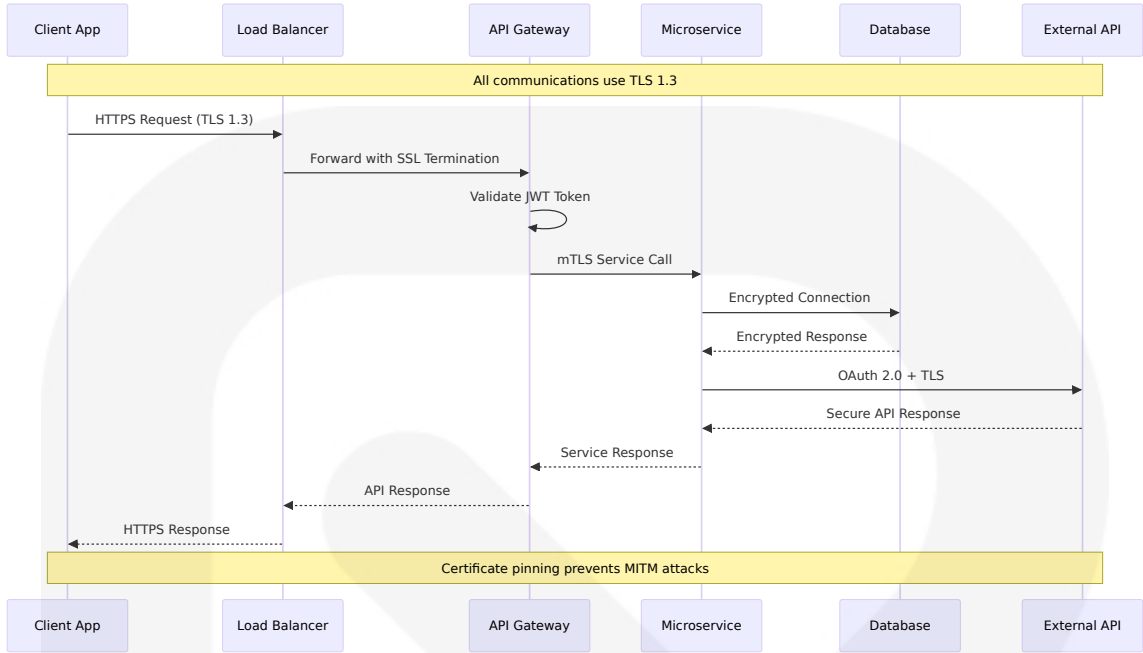 Client App
Load Balancer
API Gateway
Microservice
Database
External API
All communications use TLS 1.3
HTTPS Request (TLS 1.3)
Forward with SSL Termination
Validate JWT Token
mTLS Service Call
Encrypted Connection
Encrypted Response
OAuth 2.0 + TLS
Secure API Response
Service Response
API Response
HTTPS Response
Certificate pinning prevents MITM attacks
Client App
Load Balancer
API Gateway
Microservice
Database
External API